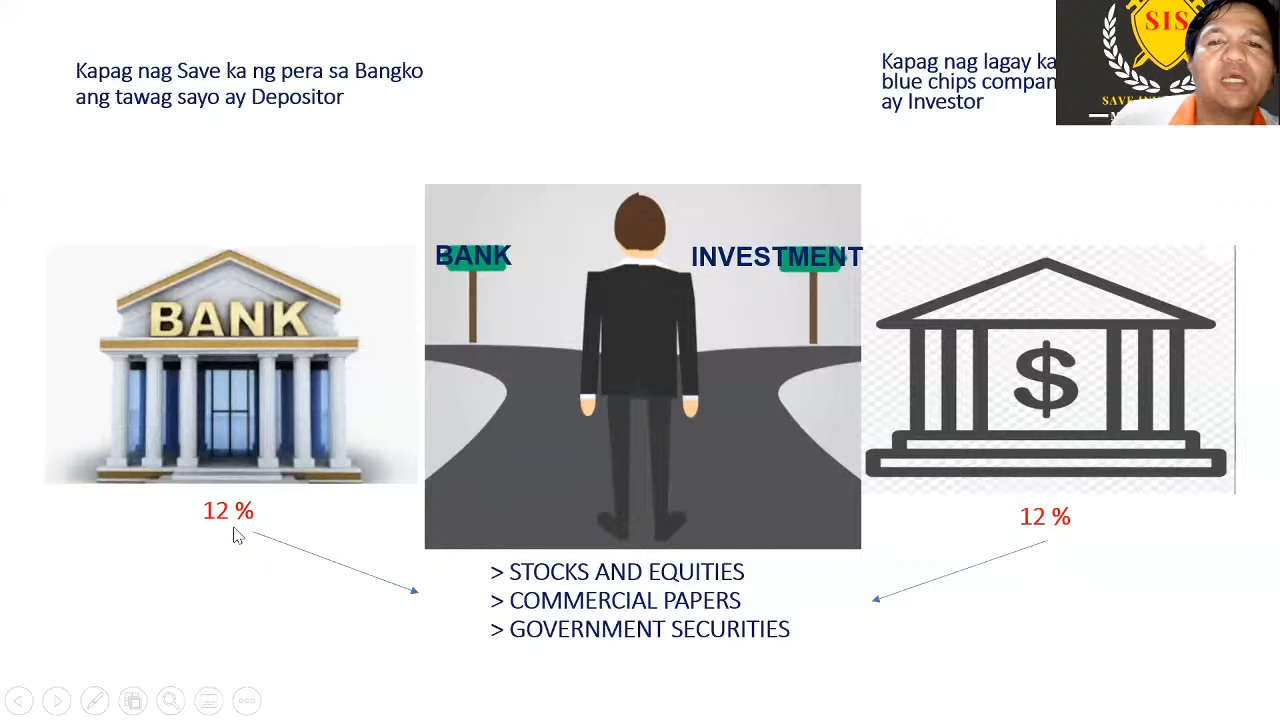 Kapag nag Save ka ng pera sa Bangko
ang tawag sayo ay Depositor
Kapag nag lagay ka
blue chips
ay Investor
SIS
BANK
INVESTMENT
BANK
$
12 %
12 %
> STOCKS AND EQUITIES
> COMMERCIAL PAPERS
> GOVERNMENT SECURITIES